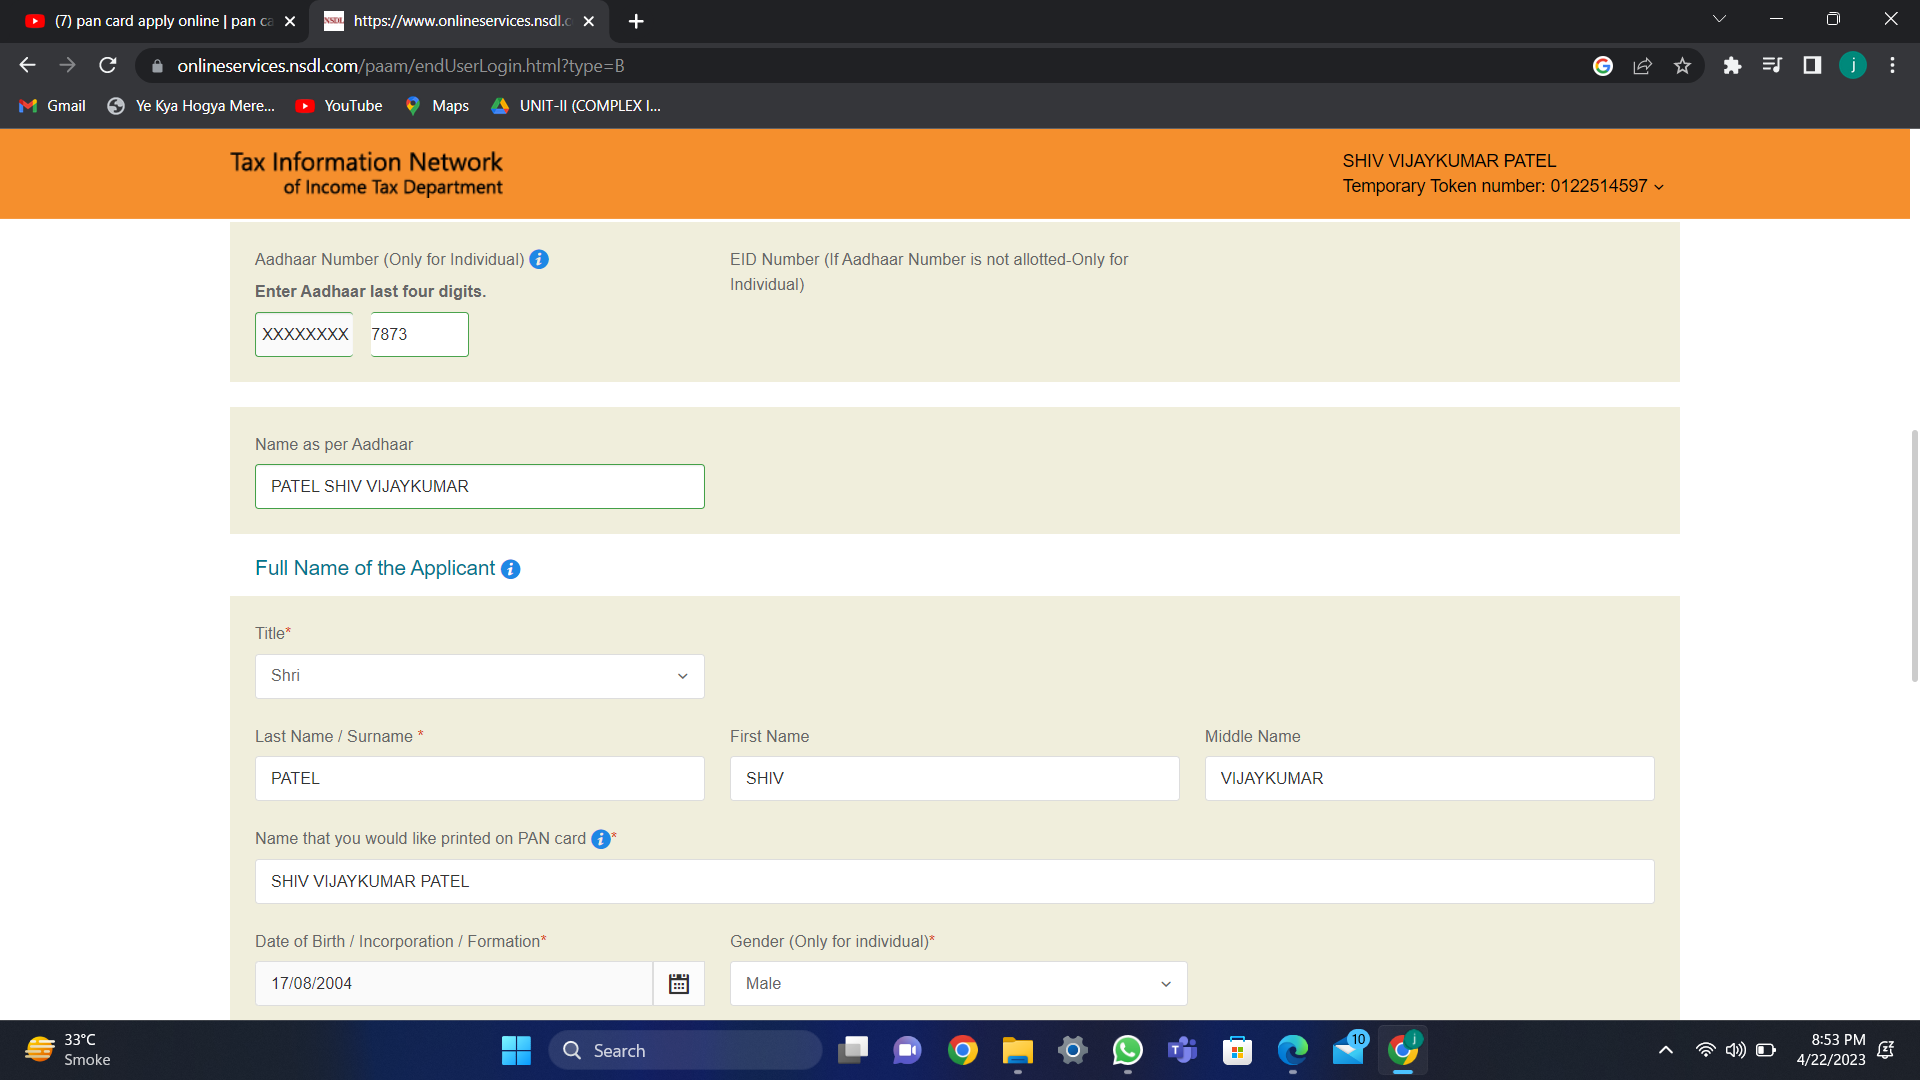 (7) pan card apply online | pan ca
NSDL https://www.onlineservices.nsdl.c
onlineservices.nsdl.com/paam/endUserLogin.html?type=B
j
Gmail Ye Kya Hogya Mere... YouTube Maps UNIT-II (COMPLEX I...
Tax Information Network
of Income Tax Department
SHIV VIJAYKUMAR PATEL
Temporary Token number: 0122514597
Aadhaar Number (Only for Individual)
Enter Aadhaar last four digits.
XXXXXXXX 7873
EID Number (If Aadhaar Number is not allotted-Only for
Individual)
Name as per Aadhaar
PATEL SHIV VIJAYKUMAR
Full Name of the Applicant
Title*
Shri
Last Name / Surname * First Name Middle Name
PATEL SHIV VIJAYKUMAR
Name that you would like printed on PAN card *
SHIV VIJAYKUMAR PATEL
Date of Birth / Incorporation / Formation* Gender (Only for individual)*
17/08/2004 Male
33°C
Smoke
Search
10
j
8:53 PM
4/22/2023